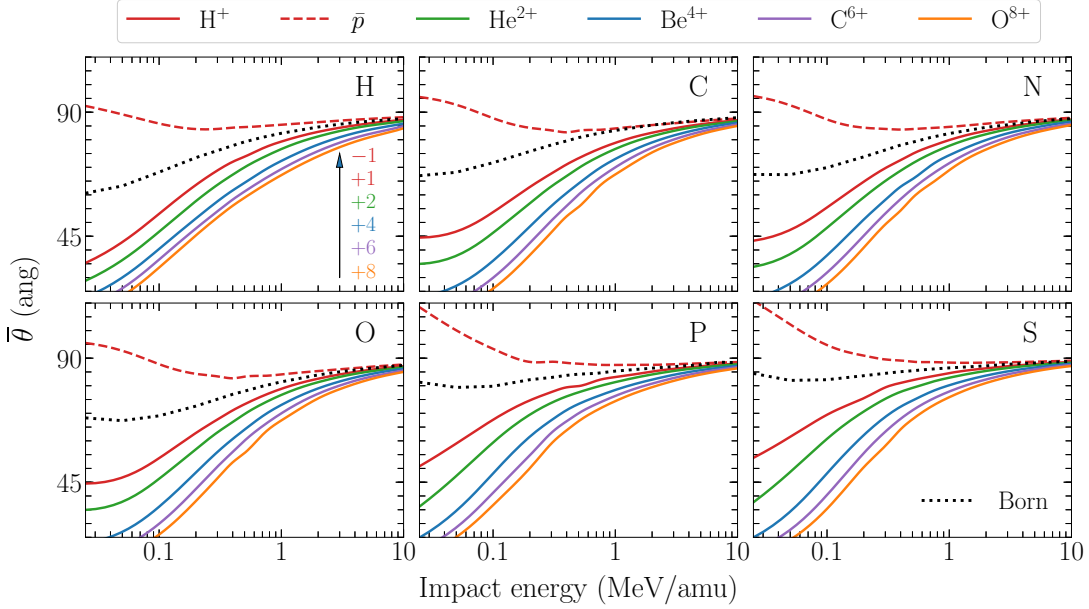 H⁺ p̄ He²⁺ Be⁴⁺ C⁶⁺ O⁸⁺
H C N
90
45
−1
+1
+2
+4
+6
+8
θ̅ (ang)
O P S
90
45
Born
0.1 1 10 0.1 1 10 0.1 1 10
Impact energy (MeV/amu)